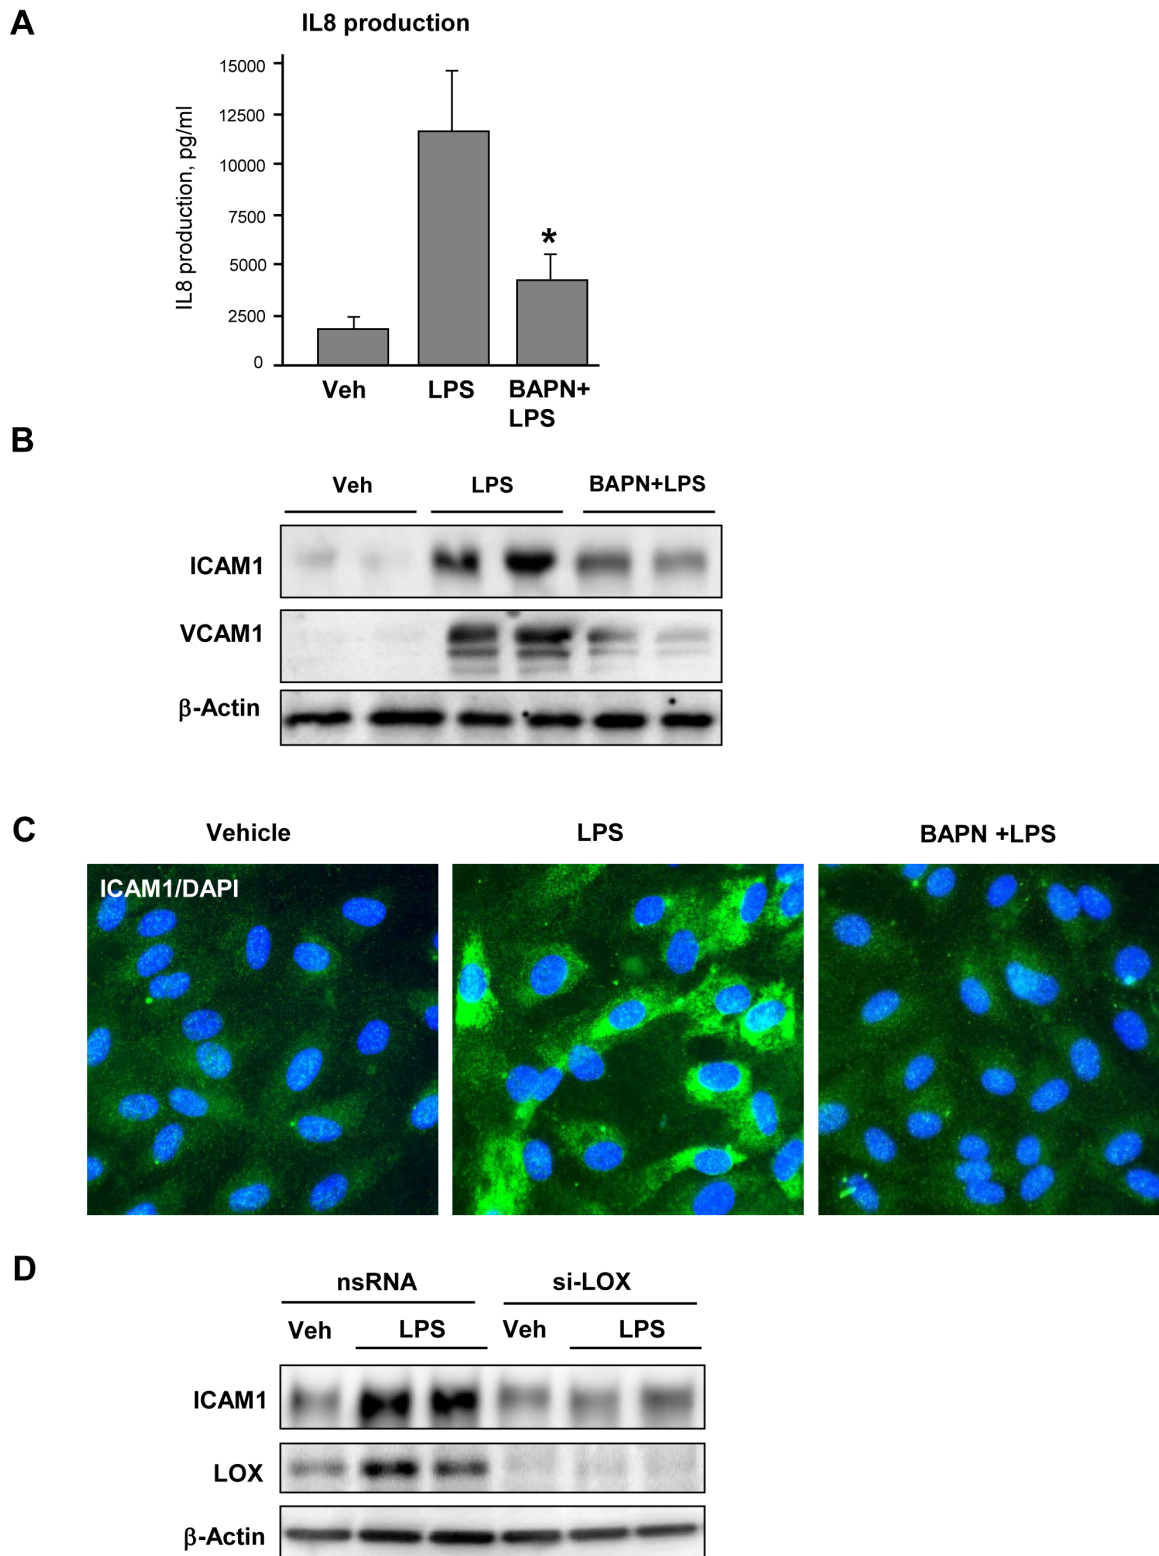 A
IL8 production
IL8 production, pg/ml
15000
12500
10000
7500
5000
2500
0
*
Veh
LPS
BAPN+
LPS
B
Veh
LPS
BAPN+LPS
ICAM1
VCAM1
β-Actin
C
Vehicle
LPS
BAPN +LPS
ICAM1/DAPI
D
nsRNA
si-LOX
Veh
LPS
Veh
LPS
ICAM1
LOX
β-Actin